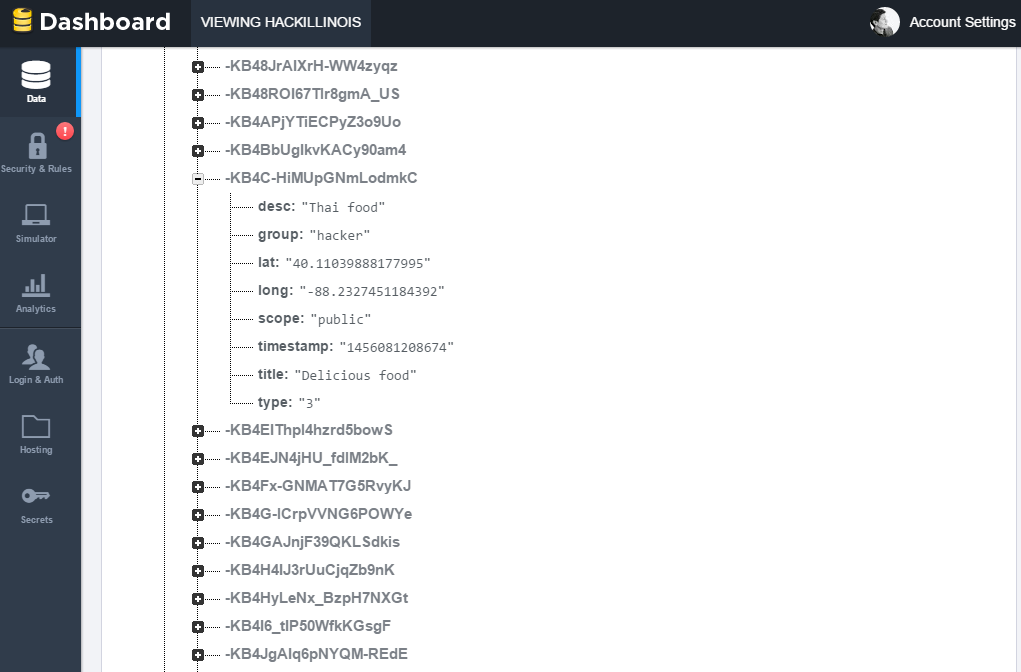 Dashboard
VIEWING HACKILLINOIS
Account Settings
Data
!
Security & Rules
Simulator
Analytics
Login & Auth
Hosting
Secrets
-KB48JrAIXrH-WW4zyqz
-KB48ROI67TIr8gmA_US
-KB4APjYTiECPyZ3o9Uo
-KB4BbUglkvKACy90am4
-KB4C-HiMUpGNmLodmkC
desc: "Thai food"
group: "hacker"
lat: "40.11039888177995"
long: "-88.2327451184392"
scope: "public"
timestamp: "1456081208674"
title: "Delicious food"
type: "3"
-KB4EIThpl4hzrd5bowS
-KB4EJN4jHU_fdlM2bK_
-KB4Fx-GNMAT7G5RvyKJ
-KB4G-ICrpVVNG6POWYe
-KB4GAJnjF39QKLSdkis
-KB4H4IJ3rUuCjqZb9nK
-KB4HyLeNx_BzpH7NXGt
-KB4I6_tlP50WfkKGsgF
-KB4JgAIq6pNYQM-REdE